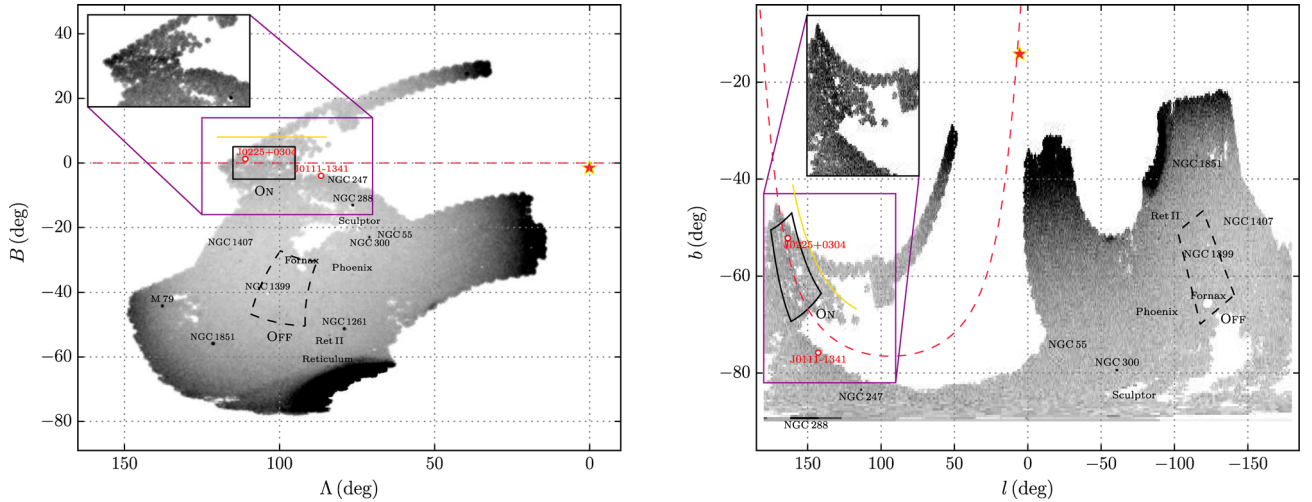 40
20
0
−20
−40
−60
−80
B (deg)
150
100
50
0
Λ (deg)
J0225+0304
J0111-1341
NGC 247
ON
NGC 288
Sculptor
NGC 55
NGC 300
NGC 1407
Fornax
Phoenix
NGC 1399
M 79
OFF
NGC 1261
NGC 1851
Ret II
Reticulum
−20
−40
−60
−80
b (deg)
150
100
50
0
−50
−100
−150
l (deg)
NGC 1851
Ret II
NGC 1407
J0225+0304
NGC 1399
ON
Fornax
Phoenix
OFF
J0111-1341
NGC 55
NGC 300
NGC 247
Sculptor
NGC 288